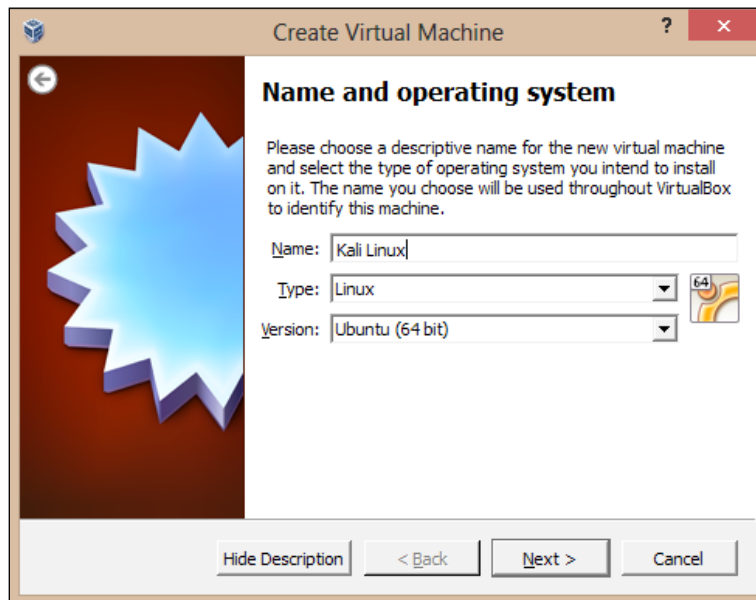 Create Virtual Machine
?
×
Name and operating system
Please choose a descriptive name for the new virtual machine
and select the type of operating system you intend to install
on it. The name you choose will be used throughout VirtualBox
to identify this machine.
Name: Kali Linux
Type: Linux
64
Version: Ubuntu (64 bit)
Hide Description
< Back
Next >
Cancel